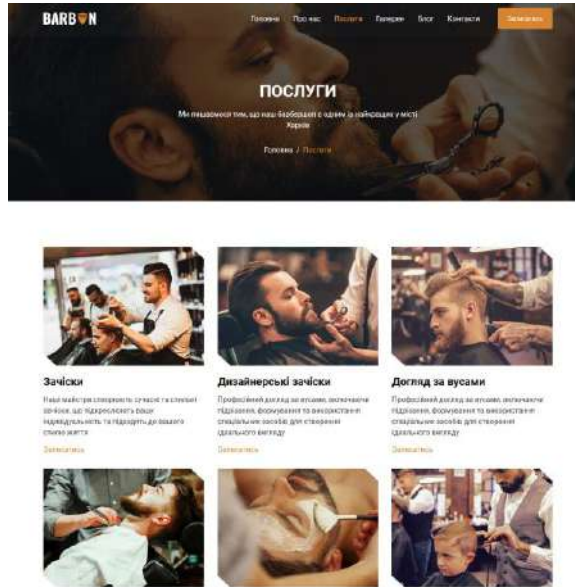 BARBON
Головна Про нас Послуги Галерея Блог Контакти Записатись
ПОСЛУГИ
Ми пишаємося тим, що наш барбершоп є одним із найкращих у місті
Харків
Головна / Послуги
Зачіски
Дизайнерські зачіски
Догляд за вусами
Наші майстри створюють сучасні та стильні
зачіски, що підкреслюють вашу
індивідуальність та підходять до вашого
стилю життя
Професійний догляд за вусами, включаючи
підрізання, формування та використання
спеціальних засобів для створення
ідеального вигляду
Професійний догляд за вусами, включаючи
підрізання, формування та використання
спеціальних засобів для створення
ідеального вигляду
Записатись
Записатись
Записатись